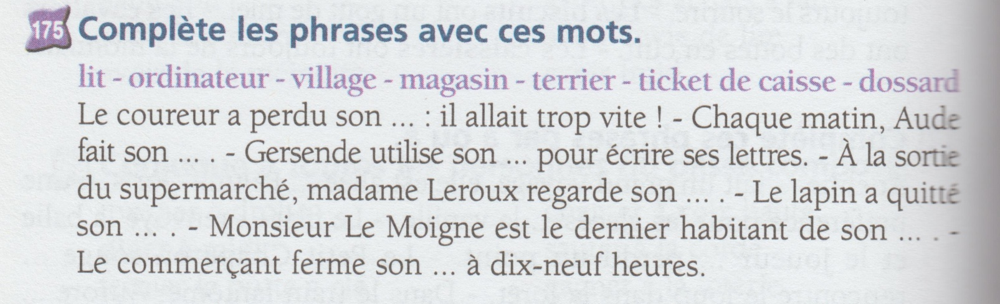 175 Complète les phrases avec ces mots.
lit - ordinateur - village - magasin - terrier - ticket de caisse - dossard
Le coureur a perdu son ... : il allait trop vite ! - Chaque matin, Aude
fait son ... . - Gersende utilise son ... pour écrire ses lettres. - À la sortie
du supermarché, madame Leroux regarde son ... . - Le lapin a quitté
son ... . - Monsieur Le Moigne est le dernier habitant de son ... . -
Le commerçant ferme son ... à dix-neuf heures.